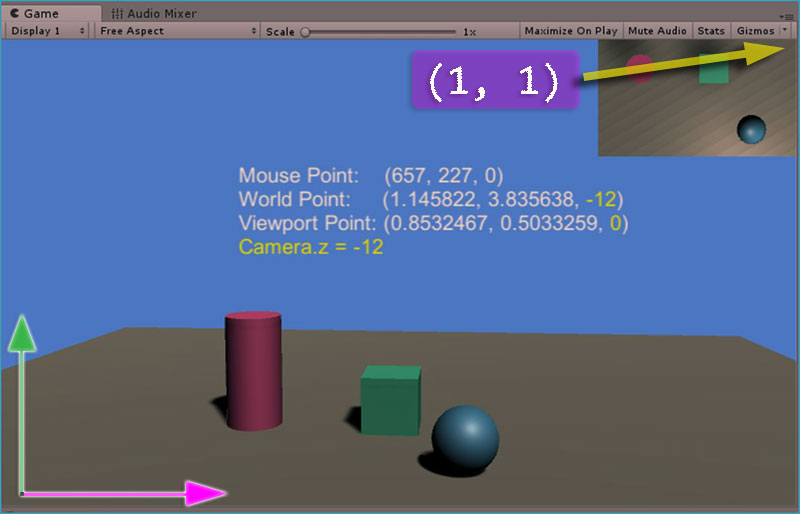 Game Audio Mixer
Display 1 Free Aspect Scale 1x Maximize On Play Mute Audio Stats Gizmos
(1, 1)
Mouse Point: (657, 227, 0)
World Point: (1.145822, 3.835638, -12)
Viewport Point: (0.8532467, 0.5033259, 0)
Camera.z = -12